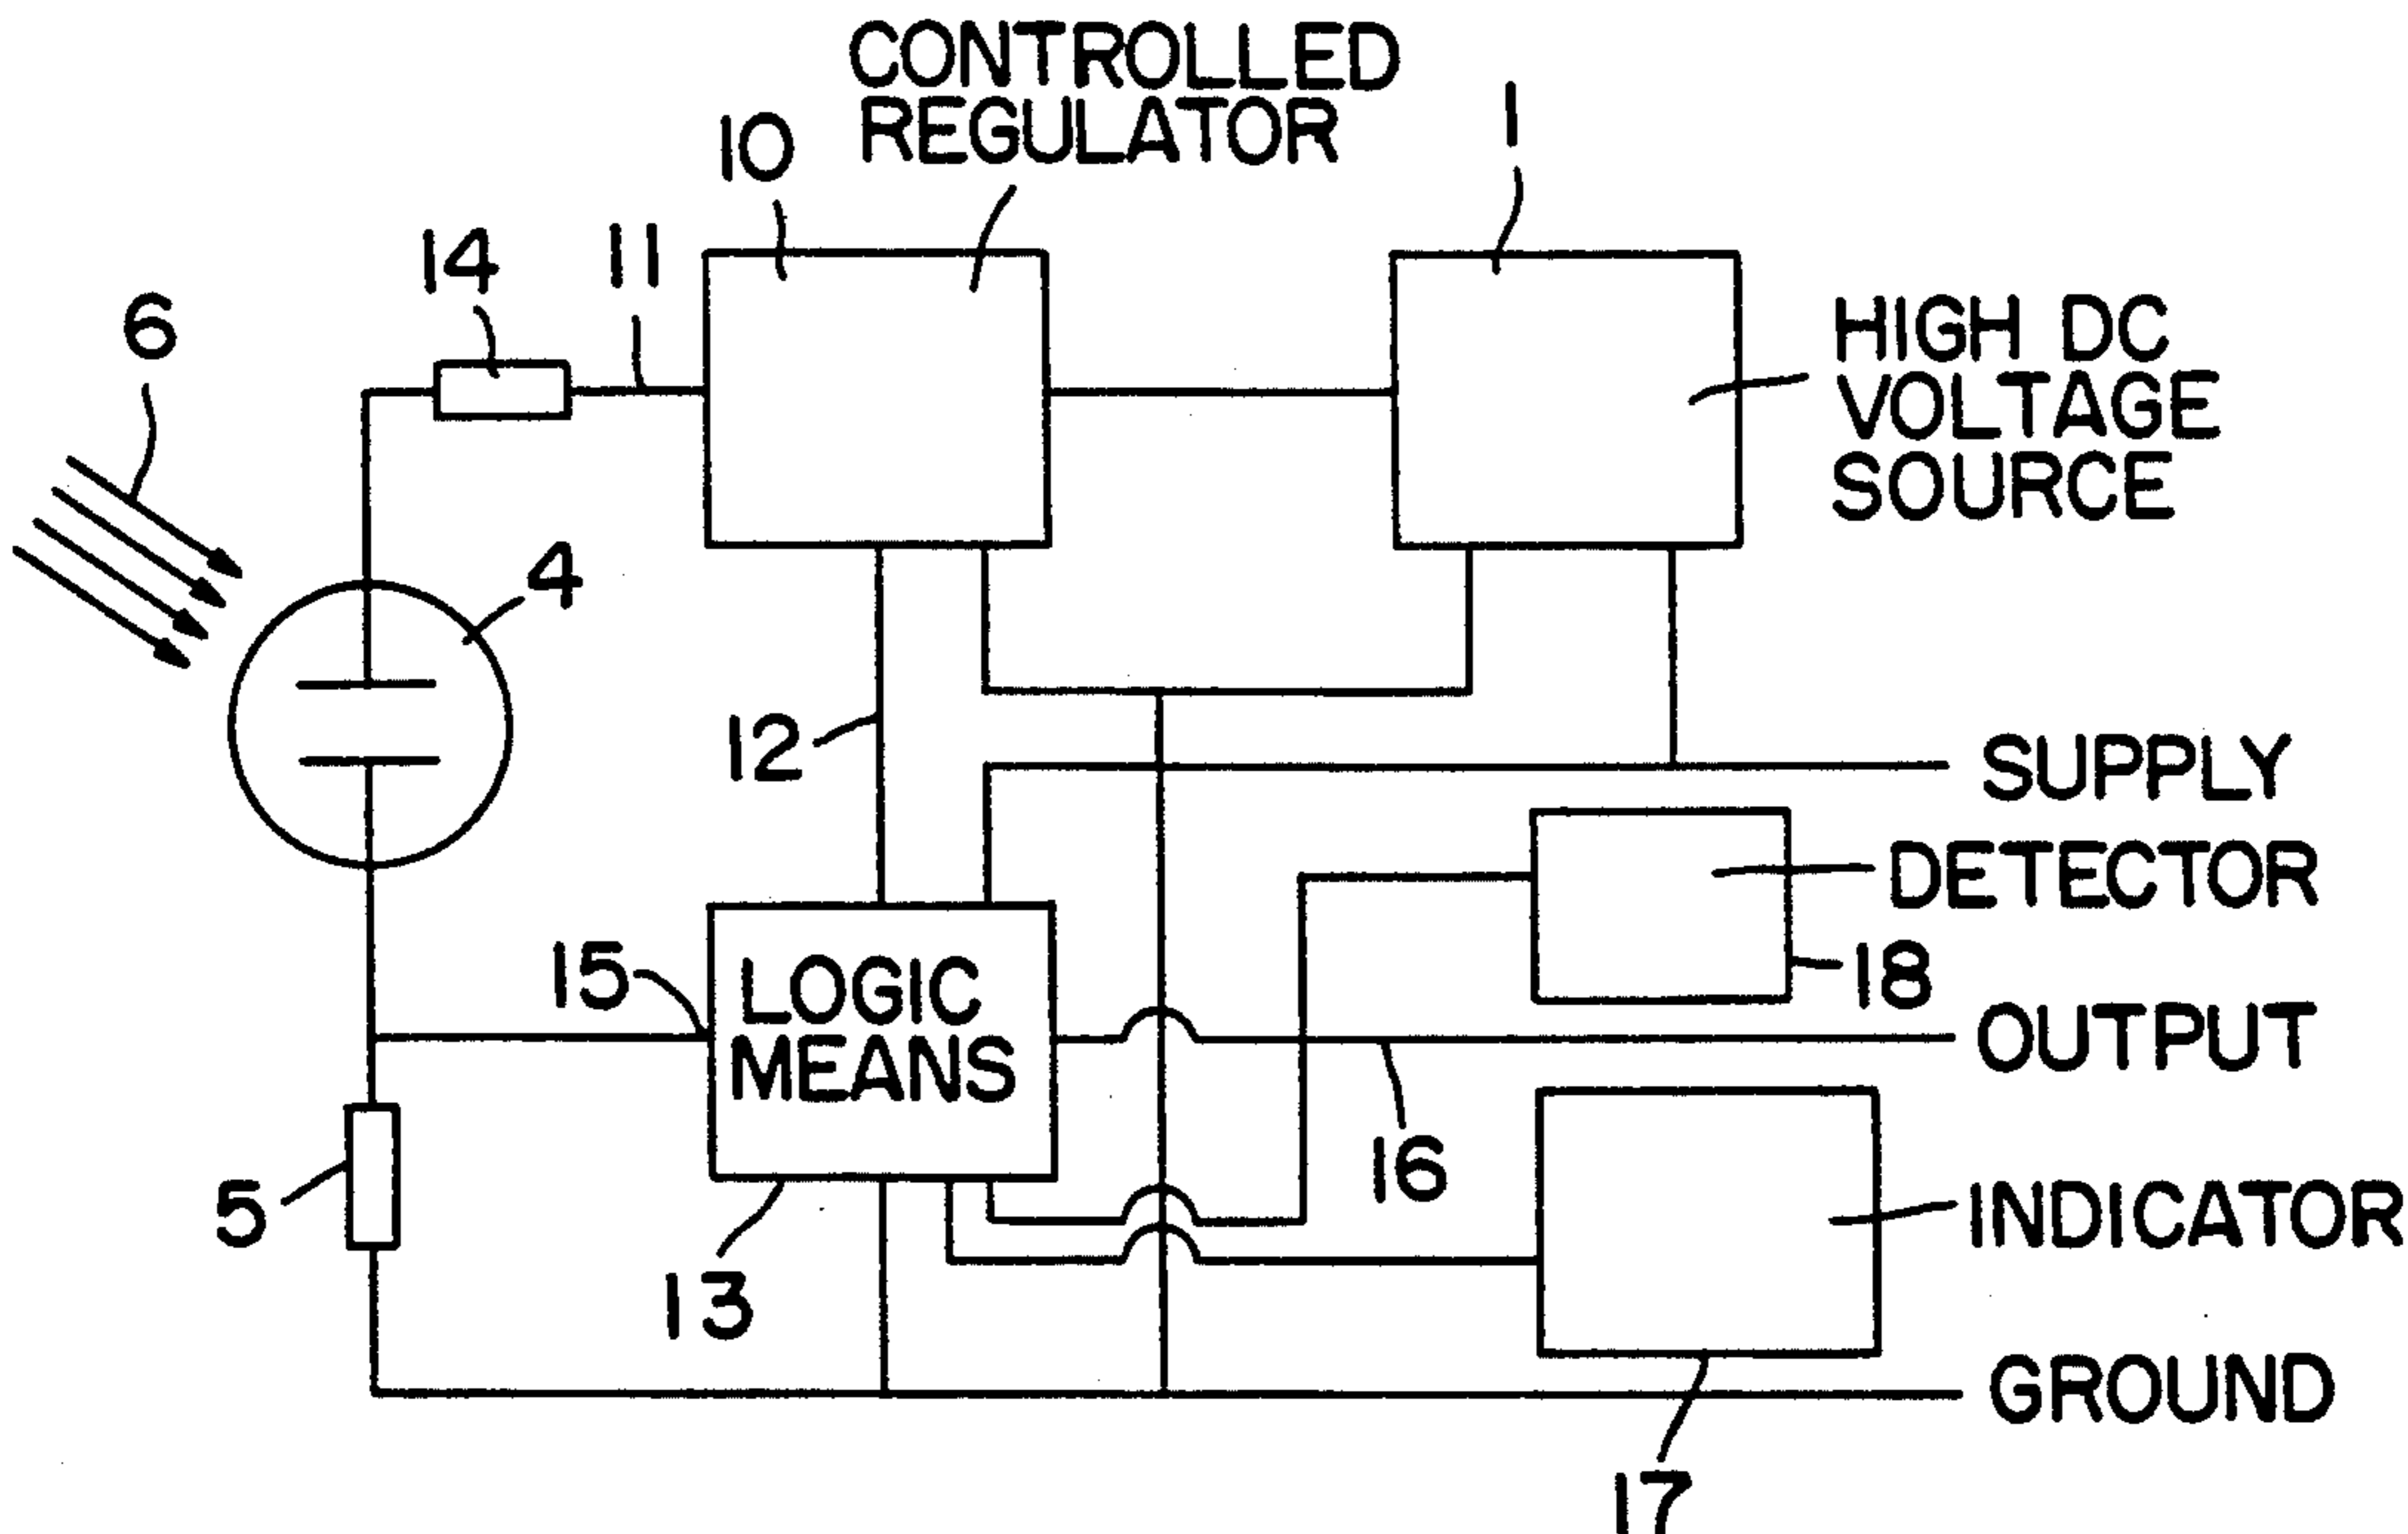 CONTROLLED
REGULATOR
10
1
14
11
6
HIGH DC
VOLTAGE
SOURCE
4
12
SUPPLY
DETECTOR
15
LOGIC
MEANS
18
OUTPUT
16
5
INDICATOR
13
GROUND
17